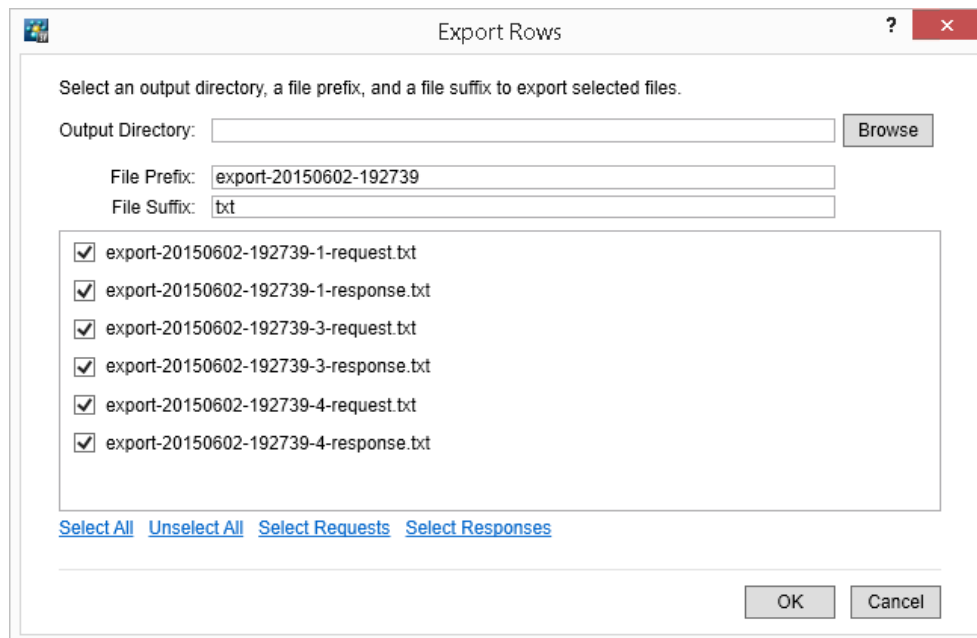 Export Rows
?
Select an output directory, a file prefix, and a file suffix to export selected files.
Output Directory: Browse
File Prefix: export-20150602-192739
File Suffix: txt
export-20150602-192739-1-request.txt
export-20150602-192739-1-response.txt
export-20150602-192739-3-request.txt
export-20150602-192739-3-response.txt
export-20150602-192739-4-request.txt
export-20150602-192739-4-response.txt
Select All Unselect All Select Requests Select Responses
OK Cancel